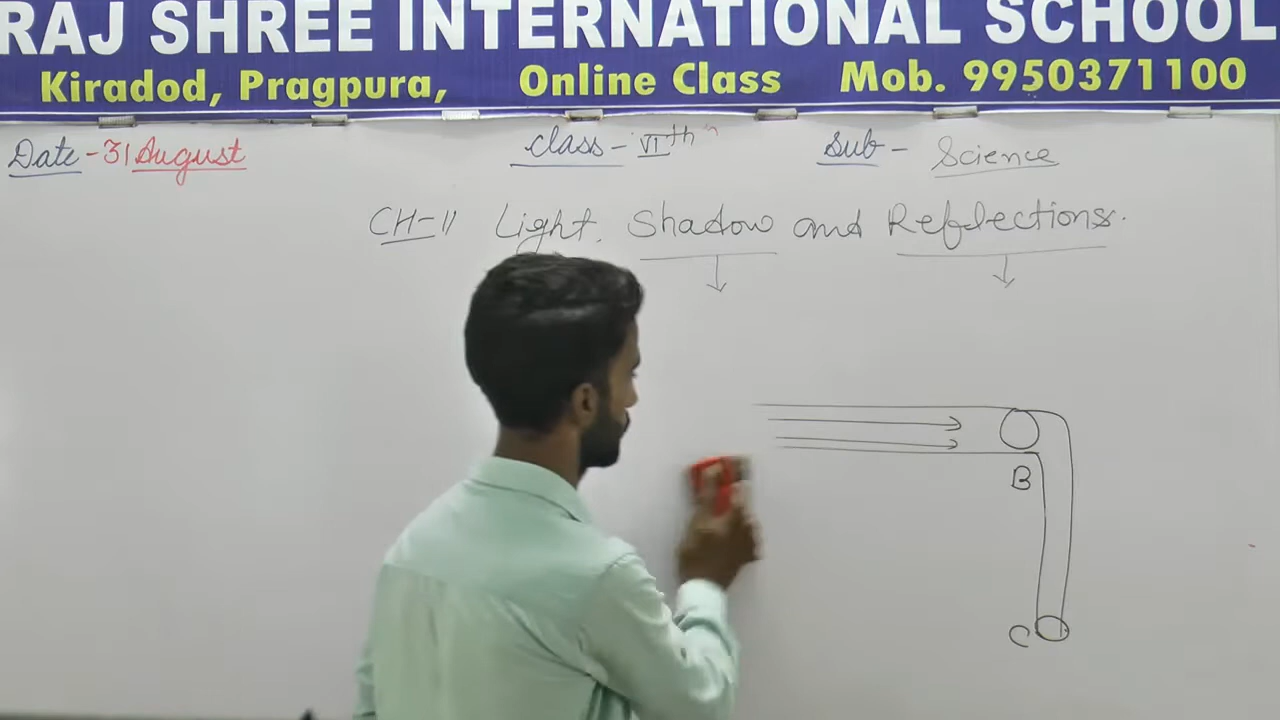 RAJ SHREE INTERNATIONAL SCHOOL
Kiradod, Pragpura, Online Class Mob. 9950371100
Date - 31 August Class - VIth Sub - Science
CH-11 Light, Shadow and Reflections.
B
C